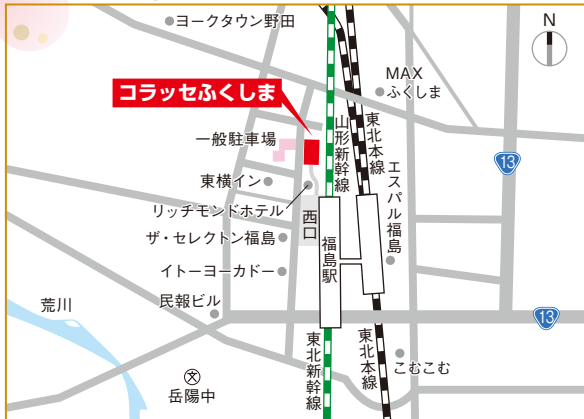 ヨークタウン野田
N
MAX
ふくしま
コラッセふくしま
一般駐車場
山形新幹線
東北本線
13
東横イン
エスパル福島
リッチモンドホテル
西口
ザ・セレクトン福島
福島駅
イトーヨーカドー
荒川
民報ビル
13
東北新幹線
東北本線
こむこむ
文
岳陽中